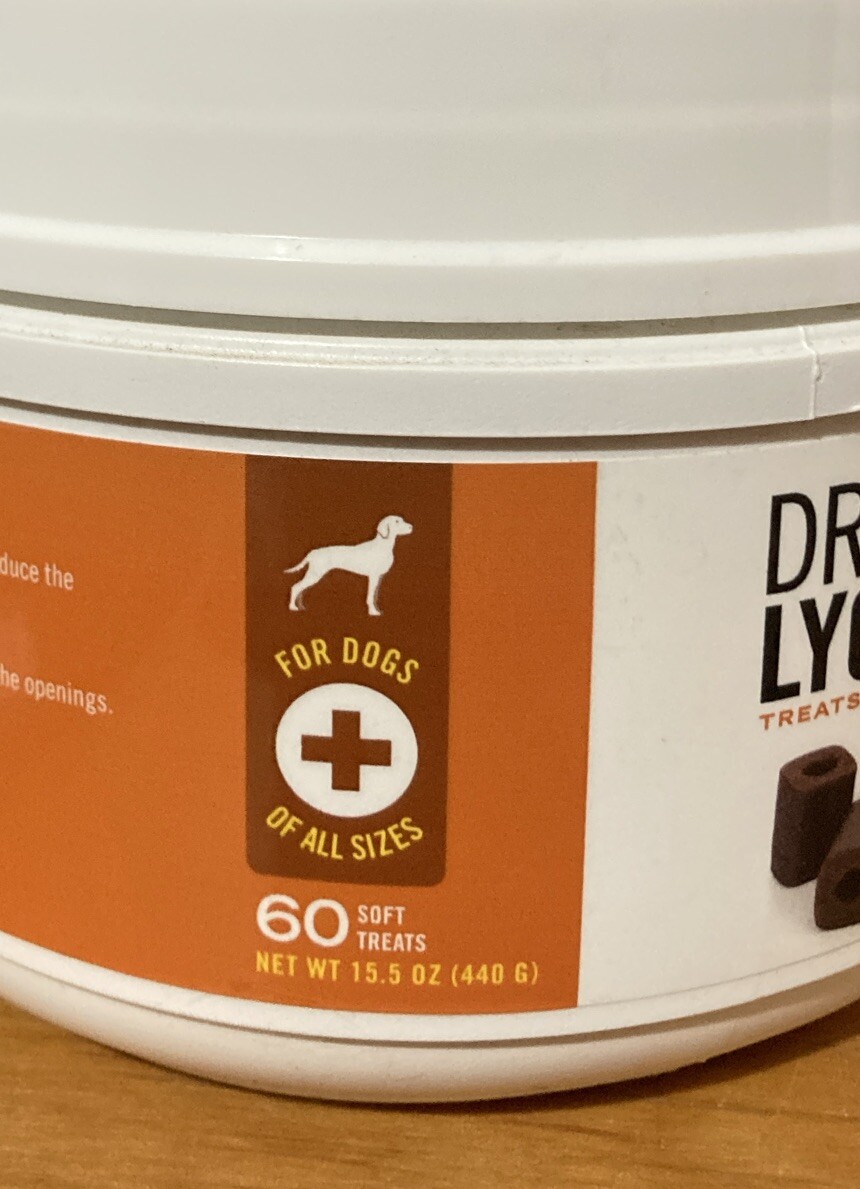 duce the
he openings.
FOR DOGS
OF ALL SIZES
60 SOFT
TREATS
NET WT 15.5 OZ (440 G)
DR
LY
TREATS